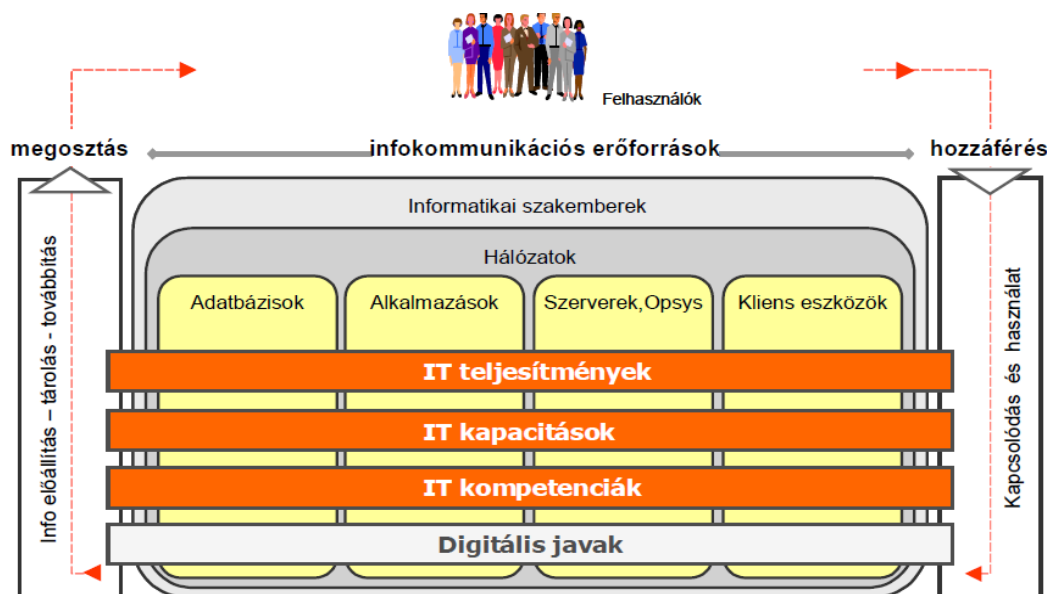 Felhasználók
megosztás
infokommunikációs erőforrások
hozzáférés
Informatikai szakemberek
Hálózatok
Adatbázisok
Alkalmazások
Szerverek,Opsys
Kliens eszközök
IT teljesítmények
IT kapacitások
IT kompetenciák
Digitális javak
Info előállítás – tárolás - továbbítás
Kapcsolódás és használat